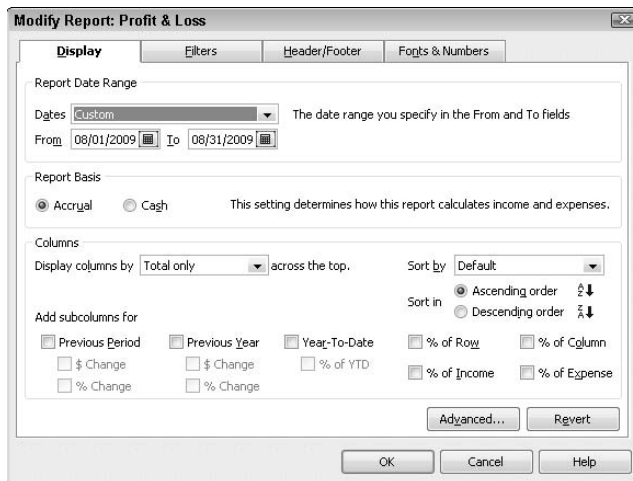 Modify Report: Profit & Loss
Display Filters Header/Footer Fonts & Numbers
Report Date Range
Dates Custom The date range you specify in the From and To fields
From 08/01/2009 To 08/31/2009
Report Basis
Accrual Cash This setting determines how this report calculates income and expenses.
Columns
Display columns by Total only across the top. Sort by Default
Sort in Ascending order A Z
Descending order Z A
Add subcolumns for
Previous Period Previous Year Year-To-Date % of Row % of Column
$ Change $ Change % of YTD
% of Income % of Expense
% Change % Change
Advanced... Revert
OK Cancel Help